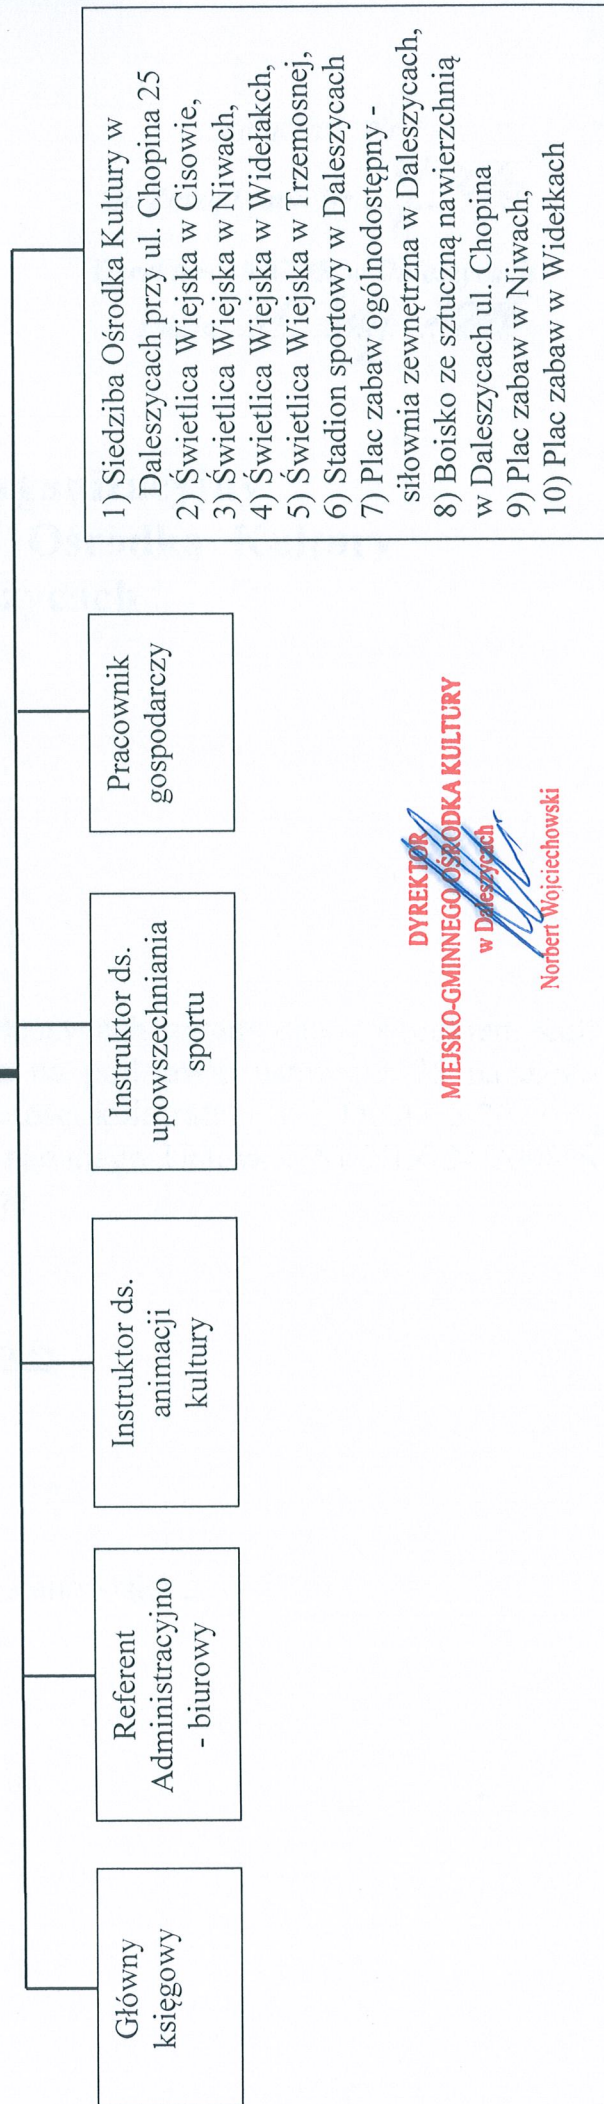 Główny
księgowy
Referent
Administracyjno
- biurowy
Instruktor ds.
animacji
kultury
Instruktor ds.
upowszechniania
sportu
Pracownik
gospodarczy
1) Siedziba Ośrodka Kultury w
Daleszycach przy ul. Chopina 25
2) Świetlica Wiejska w Cisowie,
3) Świetlica Wiejska w Niwach,
4) Świetlica Wiejska w Widełakch,
5) Świetlica Wiejska w Trzemosnej,
6) Stadion sportowy w Daleszycach
7) Plac zabaw ogólnodostępny -
siłownia zewnętrzna w Daleszycach,
8) Boisko ze sztuczną nawierzchnią
w Daleszycach ul. Chopina
9) Plac zabaw w Niwach,
10) Plac zabaw w Widełkach
DYREKTOR
MIEJSKO-GMINNEGO OŚRODKA KULTURY
w Daleszycach
Norbert Wojciechowski